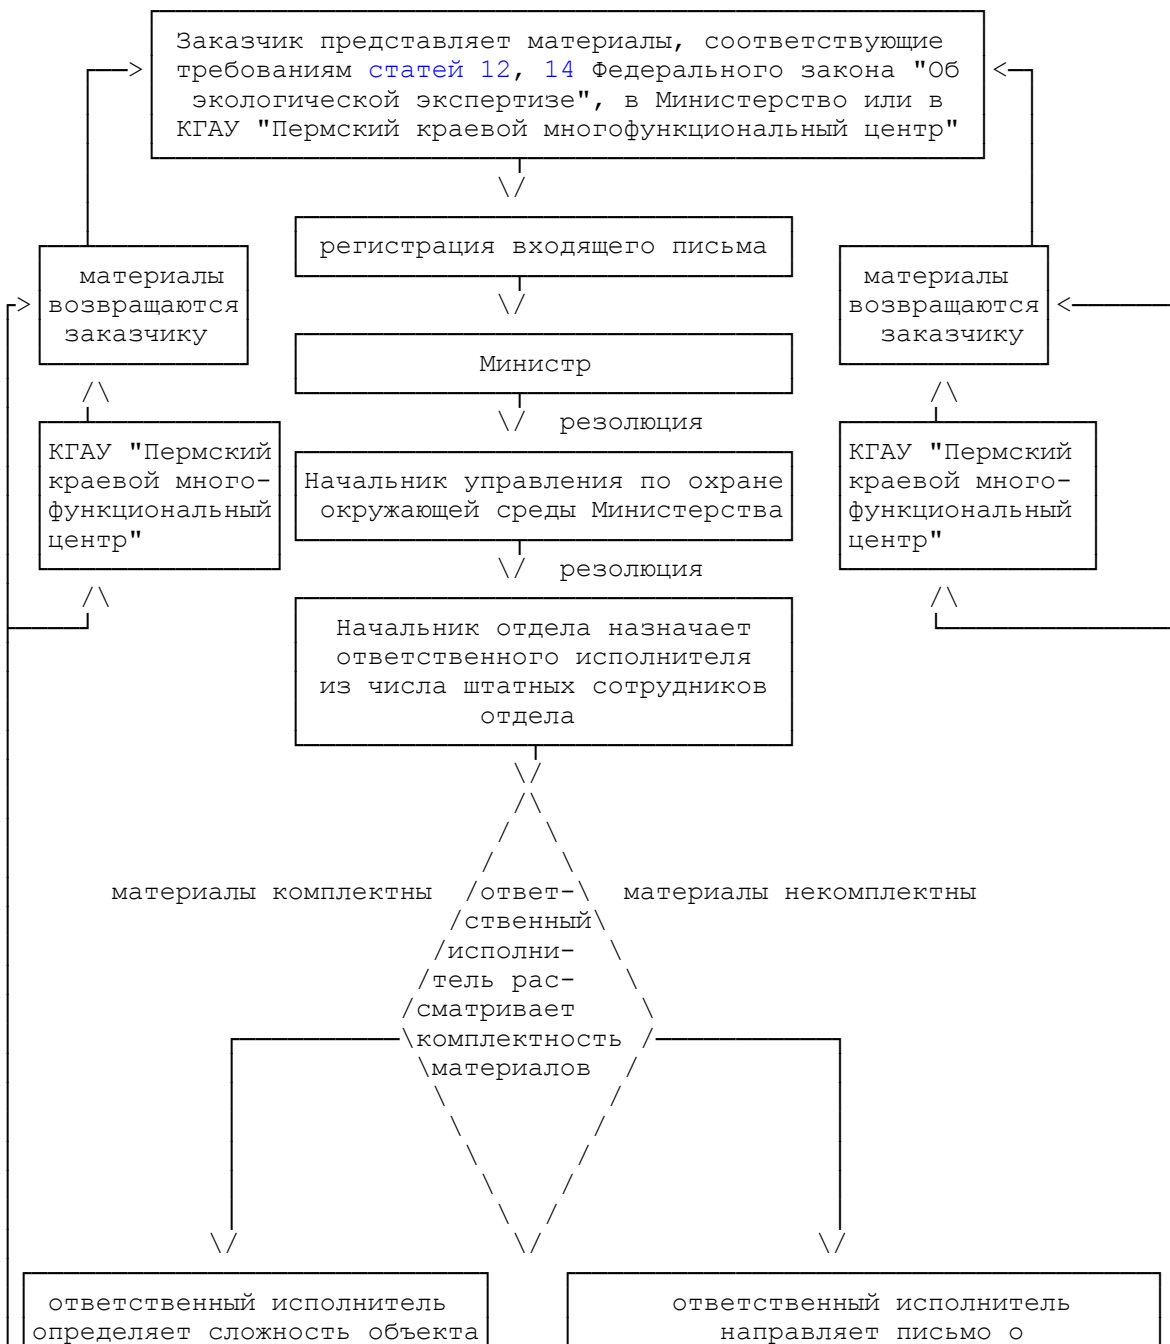 Заказчик представляет материалы, соответствующие
требованиям статей 12, 14 Федерального закона "Об
экологической экспертизе", в Министерство или в
КГАУ "Пермский краевой многофункциональный центр"
регистрация входящего письма
материалы
возвращаются
заказчику
материалы
возвращаются
заказчику
Министр
резолюция
КГАУ "Пермский
краевой много-
функциональный
центр"
Начальник управления по охране
окружающей среды Министерства
КГАУ "Пермский
краевой много-
функциональный
центр"
резолюция
Начальник отдела назначает
ответственного исполнителя
из числа штатных сотрудников
отдела
материалы комплектны
ответ-
ственный
исполни-
тель рас-
сматривает
комплектность
материалов
материалы некомплектны
ответственный исполнитель
определяет сложность объекта
ответственный исполнитель
направляет письмо о